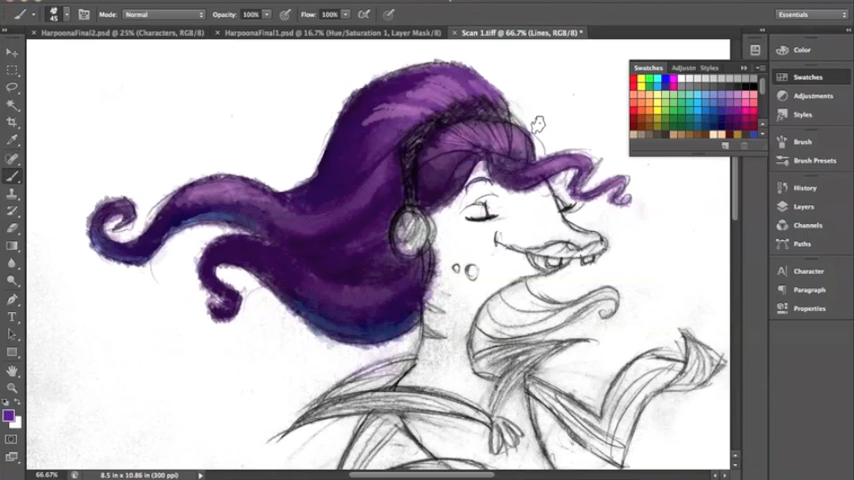 45 Mode: Normal Opacity: 100% Flow: 100% Essentials
HarpoonaFinal2.psd @ 25% (Characters, RGB/8) HarpoonaFinal1.psd @ 16.7% (Hue/Saturation 1, Layer Mask/8) Scan 1.tiff @ 66.7% (Lines, RGB/8) *
Swatches Adjustm Styles
Color
Swatches
Adjustments
Styles
Brush
Brush Presets
History
Layers
Channels
Paths
Character
Paragraph
Properties
66.67% 8.5 in x 10.86 in (300 ppi)